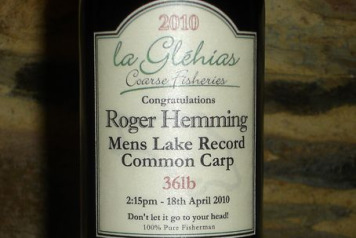 2010
la Gléhias
Coarse Fisheries
Congratulations
Roger Hemming
Mens Lake Record
Common Carp
36lb
2:15pm - 18th April 2010
Don't let it go to your head!
100% Pure Fisherman